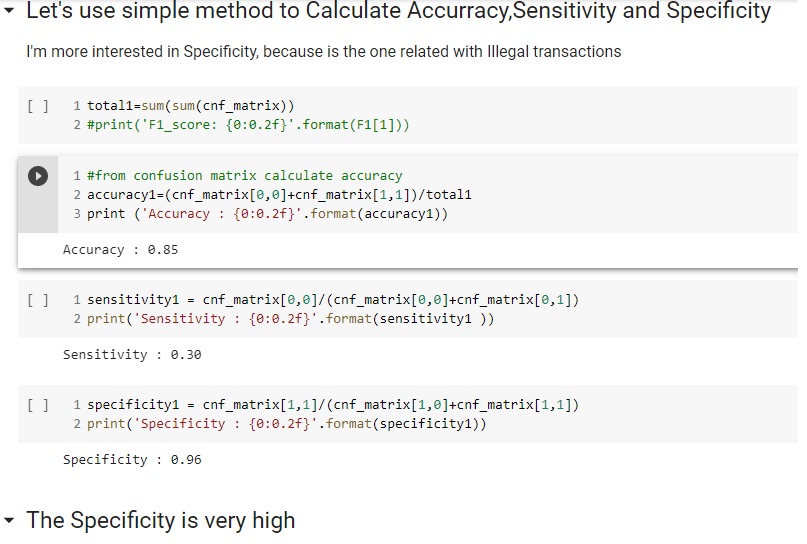 Let's use simple method to Calculate Accurracy,Sensitivity and Specificity
I'm more interested in Specificity, because is the one related with Illegal transactions
[ ] 1 total1=sum(sum(cnf_matrix))
2 #print('F1_score: {0:0.2f}'.format(F1[1]))
1 #from confusion matrix calculate accuracy
2 accuracy1=(cnf_matrix[0,0]+cnf_matrix[1,1])/total1
3 print ('Accuracy : {0:0.2f}'.format(accuracy1))
Accuracy : 0.85
[ ] 1 sensitivity1 = cnf_matrix[0,0]/(cnf_matrix[0,0]+cnf_matrix[0,1])
2 print('Sensitivity : {0:0.2f}'.format(sensitivity1 ))
Sensitivity : 0.30
[ ] 1 specificity1 = cnf_matrix[1,1]/(cnf_matrix[1,0]+cnf_matrix[1,1])
2 print('Specificity : {0:0.2f}'.format(specificity1))
Specificity : 0.96
The Specificity is very high